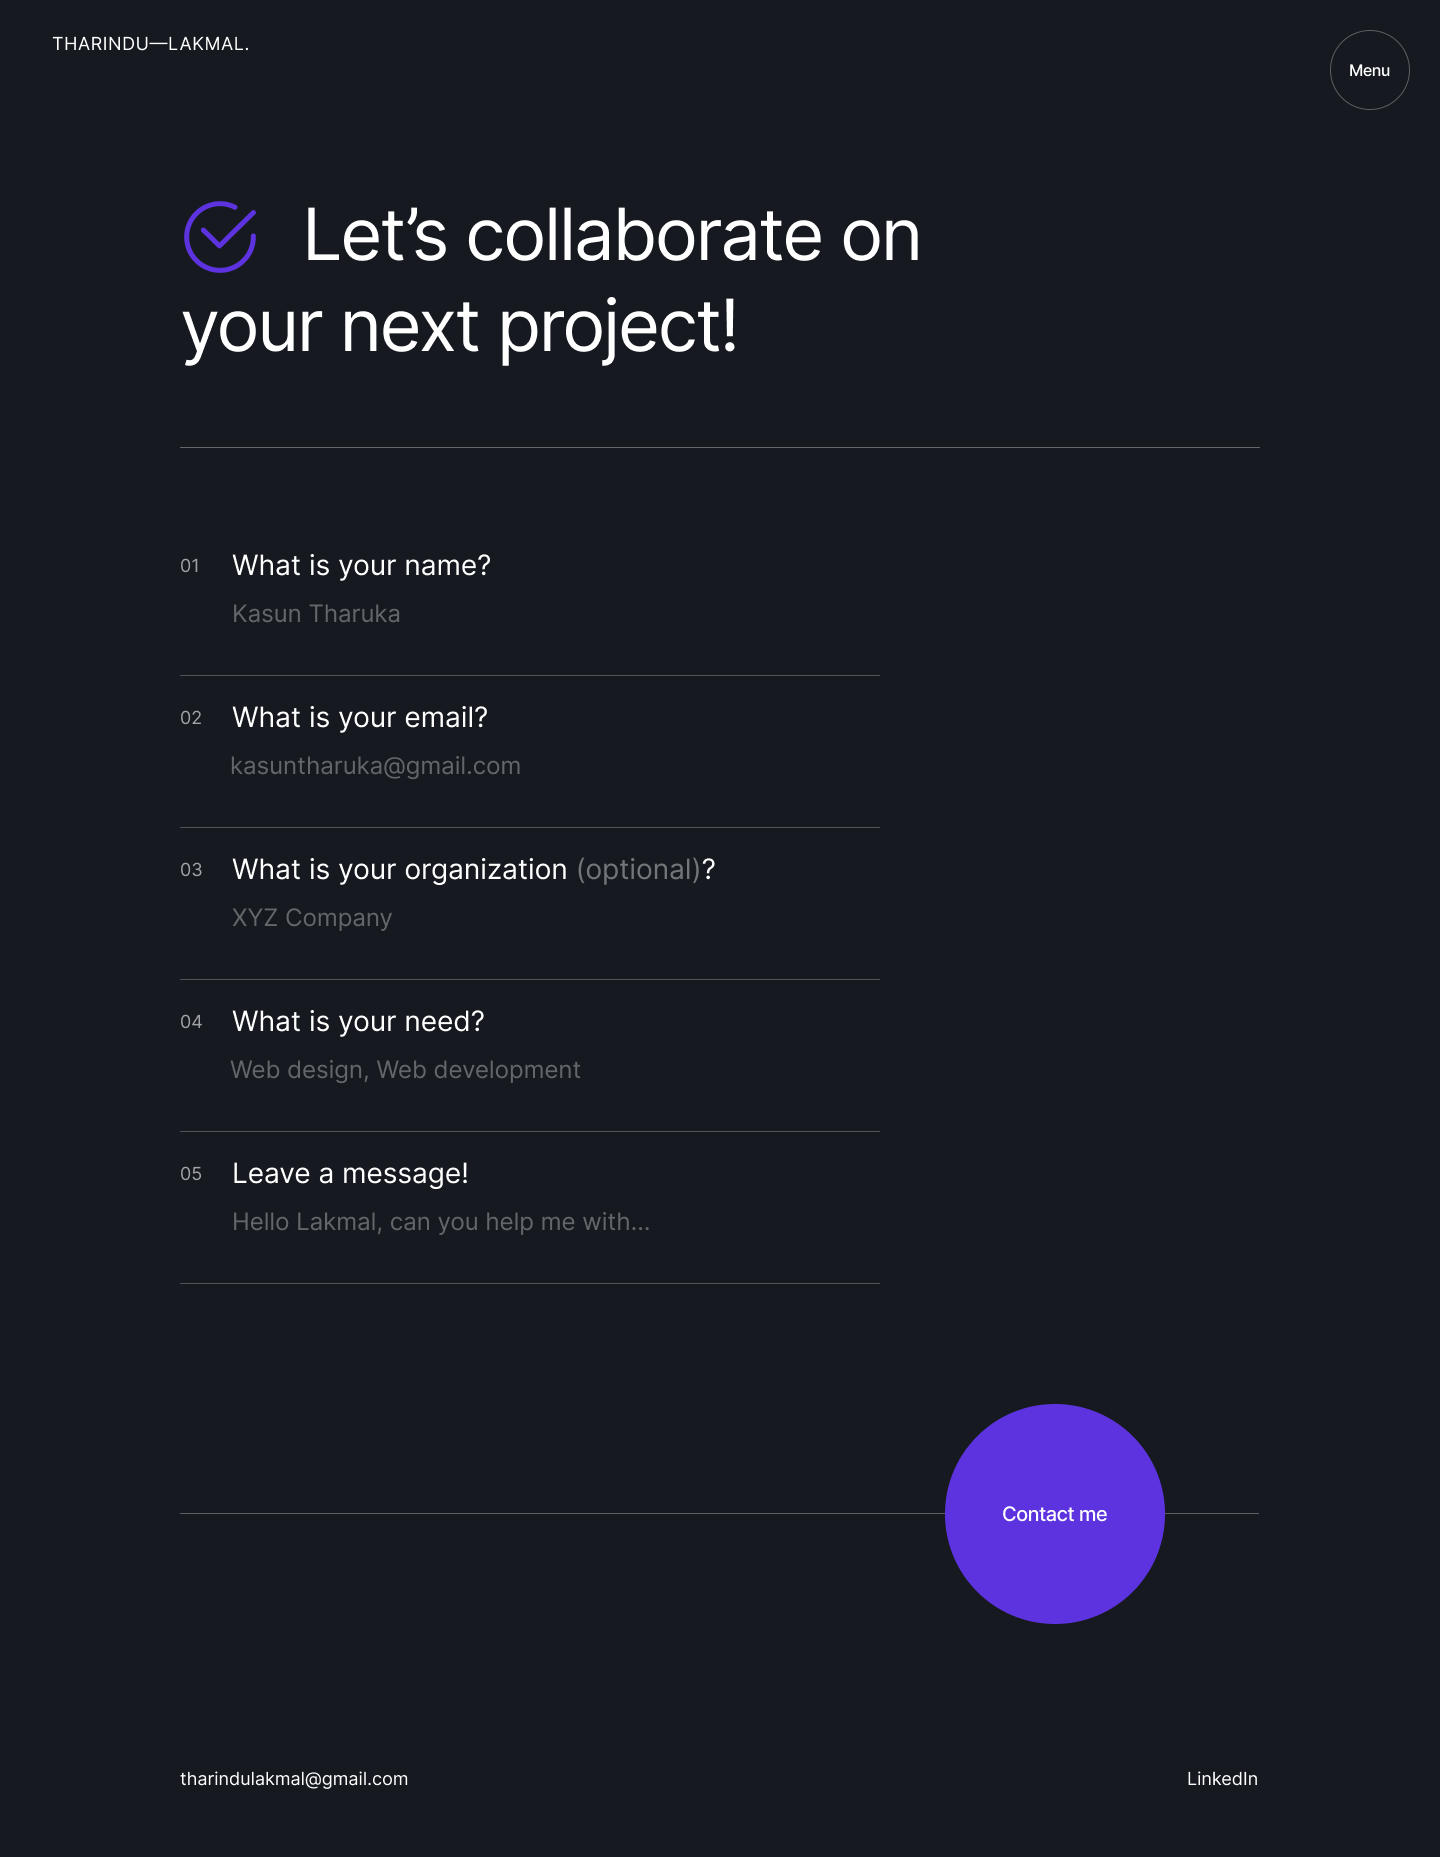 THARINDU—LAKMAL.
Menu
Let’s collaborate on
your next project!
01 What is your name?
Kasun Tharuka
02 What is your email?
kasuntharuka@gmail.com
03 What is your organization (optional)?
XYZ Company
04 What is your need?
Web design, Web development
05 Leave a message!
Hello Lakmal, can you help me with...
Contact me
tharindulakmal@gmail.com
LinkedIn